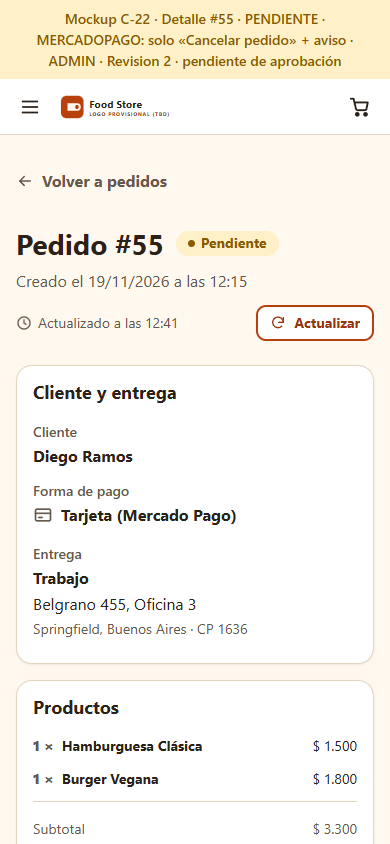 Mockup C-22 · Detalle #55 · PENDIENTE ·
MERCADOPAGO: solo «Cancelar pedido» + aviso ·
ADMIN · Revision 2 · pendiente de aprobación
Food Store
LOGO PROVISIONAL (TBD)
Volver a pedidos
Pedido #55
Pendiente
Creado el 19/11/2026 a las 12:15
Actualizado a las 12:41
Actualizar
Cliente y entrega
Cliente
Diego Ramos
Forma de pago
Tarjeta (Mercado Pago)
Entrega
Trabajo
Belgrano 455, Oficina 3
Springfield, Buenos Aires · CP 1636
Productos
1 × Hamburguesa Clásica $ 1.500
1 × Burger Vegana $ 1.800
Subtotal $ 3.300